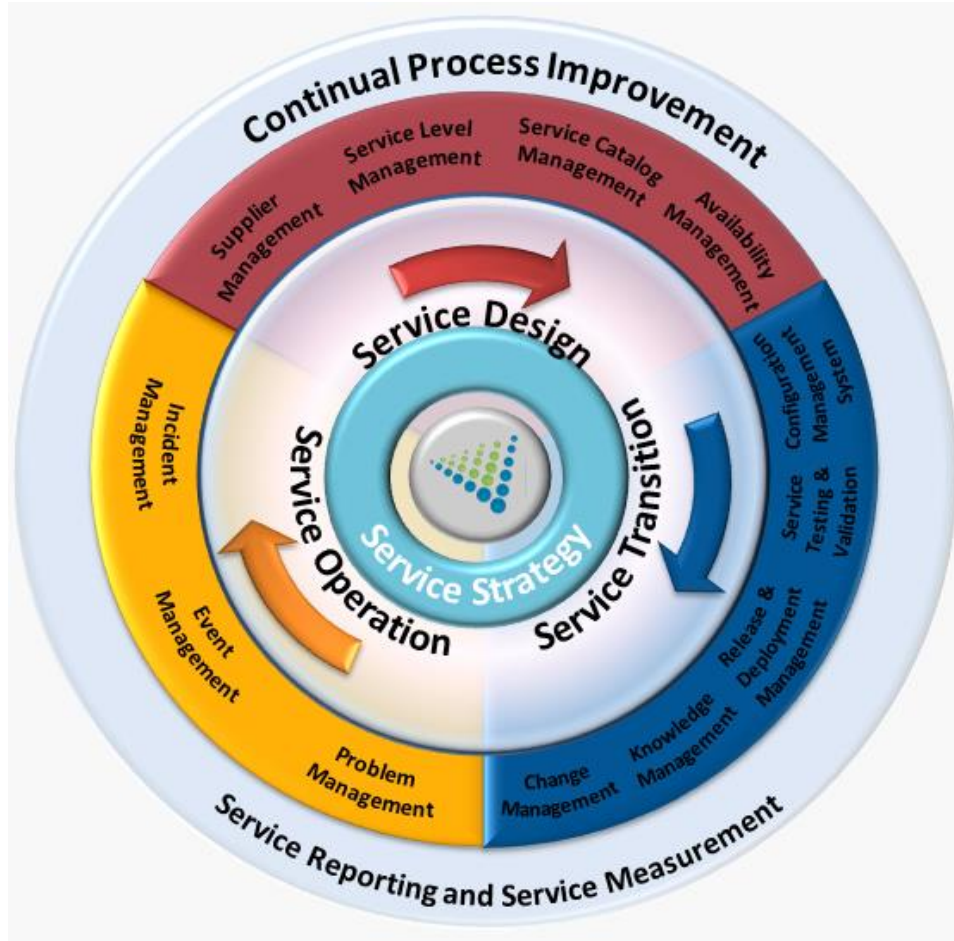 Continual Process Improvement
Supplier
Management
Service Level
Management
Service Catalog
Management
Availability
Management
Configuration
Management
System
Service
Testing &
Validation
Release &
Deployment
Management
Knowledge
Management
Change
Management
Problem
Management
Event
Management
Incident
Management
Service Design
Service Transition
Service Operation
Service Strategy
Service Reporting and Service Measurement